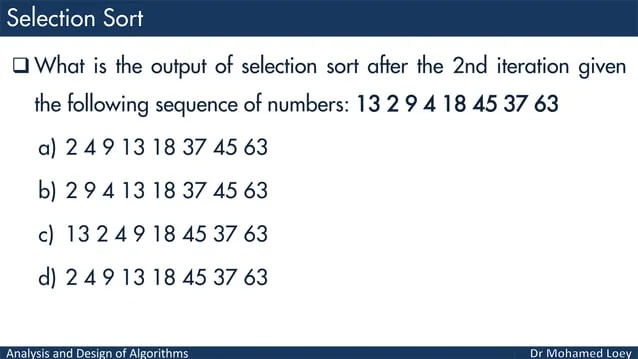 Selection Sort
❑ What is the output of selection sort after the 2nd iteration given
the following sequence of numbers: 13 2 9 4 18 45 37 63
a) 2 4 9 13 18 37 45 63
b) 2 9 4 13 18 37 45 63
c) 13 2 4 9 18 45 37 63
d) 2 4 9 13 18 45 37 63
Analysis and Design of Algorithms
Dr Mohamed Loey